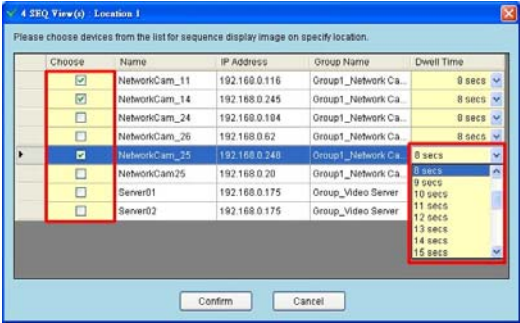 4 SEQ View(s) : Location 1
Please choose devices from the list for sequence display image on specify location.
Choose Name IP Address Group Name Dwell Time
NetworkCam_11 192.168.0.116 Group1_Network Ca... 8 secs
NetworkCam_14 192.168.0.245 Group1_Network Ca... 8 secs
NetworkCam_24 192.168.0.184 Group1_Network Ca... 8 secs
NetworkCam_26 192.168.0.62 Group1_Network Ca... 8 secs
NetworkCam_25 192.168.0.248 Group1_Network Ca... 8 secs
NetworkCam25 192.168.0.20 Group1_Network Ca...
Server01 192.168.0.175 Group_Video Server
Server02 192.168.0.175 Group_Video Server
8 secs
9 secs
10 secs
11 secs
12 secs
13 secs
14 secs
15 secs
Confirm Cancel